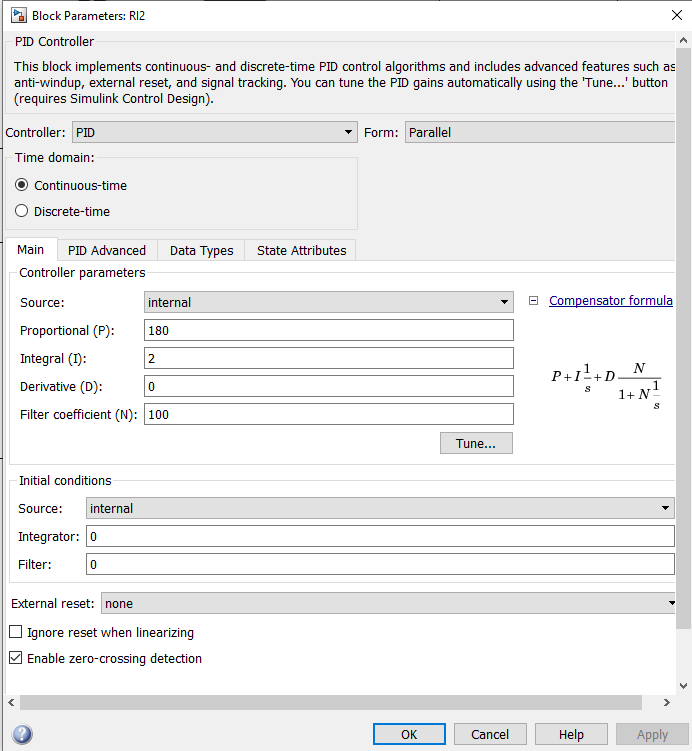 Block Parameters: RI2
PID Controller
This block implements continuous- and discrete-time PID control algorithms and includes advanced features such as
anti-windup, external reset, and signal tracking. You can tune the PID gains automatically using the 'Tune...' button
(requires Simulink Control Design).
Controller: PID Form: Parallel
Time domain:
Continuous-time
Discrete-time
Main PID Advanced Data Types State Attributes
Controller parameters
Source: internal Compensator formula
Proportional (P): 180
Integral (I): 2
Derivative (D): 0
Filter coefficient (N): 100
P+I 1/s + D N/(1+N 1/s)
Tune...
Initial conditions
Source: internal
Integrator: 0
Filter: 0
External reset: none
Ignore reset when linearizing
Enable zero-crossing detection
OK Cancel Help Apply